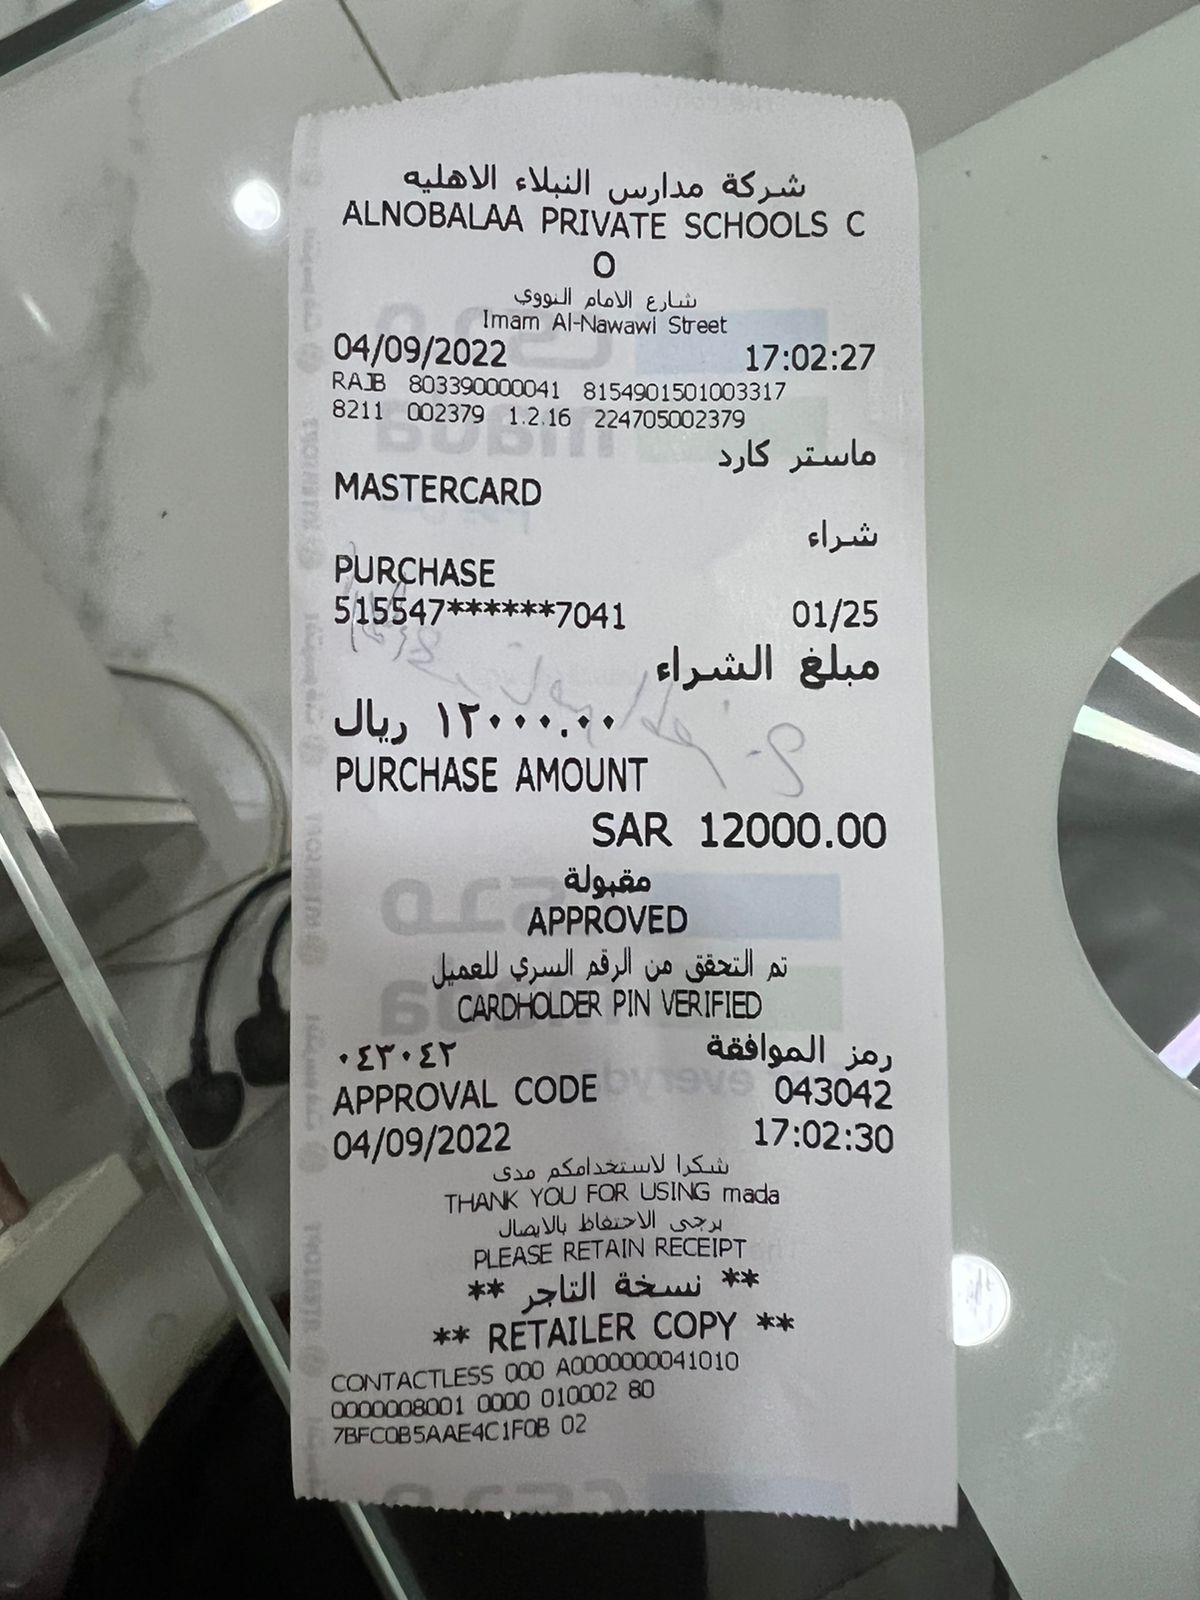 شركة مدارس النبلاء الاهليه
ALNOBALAA PRIVATE SCHOOLS C
O
شارع الامام النووي
Imam Al-Nawawi Street
04/09/2022 17:02:27
RAJB 803390000041 8154901501003317
8211 002379 1.2.16 224705002379
ماستر كارد
MASTERCARD
شراء
PURCHASE
515547******7041 01/25
مبلغ الشراء
١٢٠٠٠.٠٠ ريال
PURCHASE AMOUNT
SAR 12000.00
مقبولة
APPROVED
تم التحقق من الرقم السري للعميل
CARDHOLDER PIN VERIFIED
رمز الموافقة ٠٤٣٠٤٢
APPROVAL CODE 043042
04/09/2022 17:02:30
شكرا لاستخدامكم مدى
THANK YOU FOR USING mada
يرجى الاحتفاظ بالايصال
PLEASE RETAIN RECEIPT
** نسخة التاجر **
** RETAILER COPY **
CONTACTLESS 000 A0000000041010
0000008001 0000 010002 80
7BFC0B5AAE4C1F0B 02